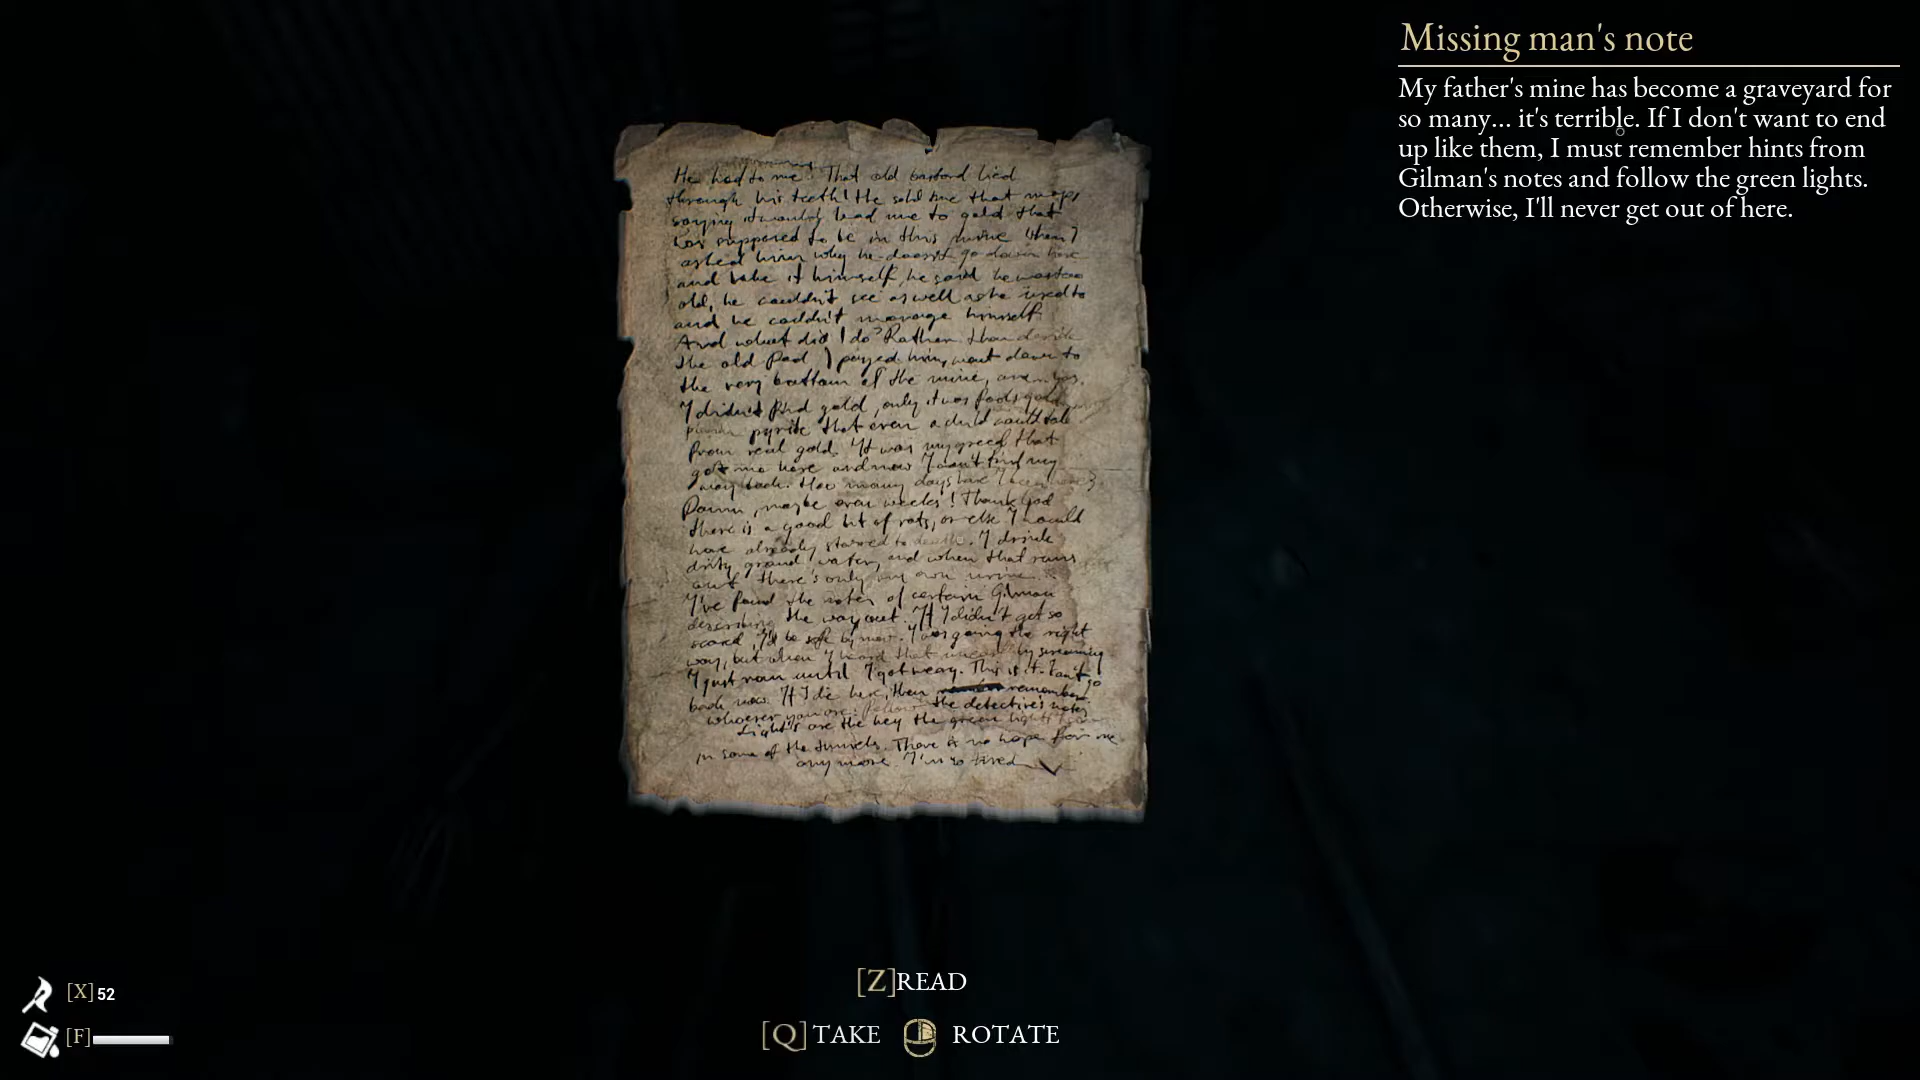 Missing man's note
My father's mine has become a graveyard for
so many... it's terrible. If I don't want to end
up like them, I must remember hints from
Gilman's notes and follow the green lights.
Otherwise, I'll never get out of here.
He had to me. That old bastard lied
through his teeth! He sold me that map,
saying it would lead me to gold that
was supposed to be in this mine. When I
asked him why he doesn't go down here
and take it himself, he said he was too
old, he couldn't see as well as he used to
and he couldn't manage himself.
And what did I do? Rather than
the old I payed him, went down to
the very bottom of the mine, and yes,
I didn't find gold, only it was fools gold
pyrite that even a child could tell
from real gold. It was my greed that
got me here and now I can't find my
way back. How many days have I been here?
Damn, maybe even weeks! Thank God
there is a good bit of rats, or else I would
have already starved to death. I drink
dirty ground water, and when that runs
out there's only my own urine.
I've found the notes of certain Gilman
describing the way out. If I didn't get so
scared, I'd be safe by now. I was going the right
way, but when I heard that screaming
I just ran until I got weary. This is it. I can't go
back now. If I die here, then remember,
whoever you are: follow the detective's notes
Light's are the key the green lights
in some of the tunnels. There is no hope for me
any more. I'm so tired
[X] 52
[F]
[Z] READ
[Q] TAKE ROTATE